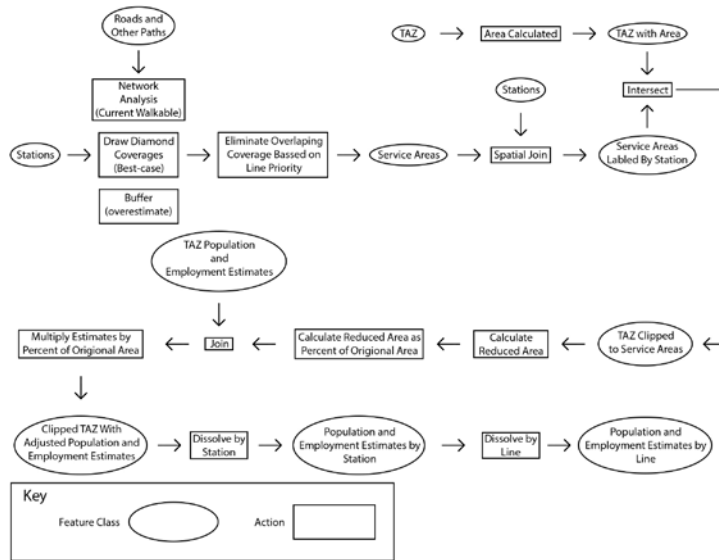 Roads and
Other Paths
TAZ
Area Calculated
TAZ with Area
Network
Analysis
(Current Walkable)
Stations
Intersect
Stations
Draw Diamond
Coverages
(Best-case)
Eliminate Overlaping
Coverage Bassed on
Line Priority
Service Areas
Spatial Join
Service Areas
Labled By Station
Buffer
(overestimate)
TAZ Population
and
Employment Estimates
Multiply Estimates by
Percent of Origional Area
Join
Calculate Reduced Area as
Percent of Origional Area
Calculate
Reduced Area
TAZ Clipped
to Service Areas
Clipped TAZ With
Adjusted Population and
Employment Estimates
Dissolve by
Station
Population and
Employment Estimates by
Station
Dissolve by
Line
Population and
Employment Estimates by
Line
Key
Feature Class
Action